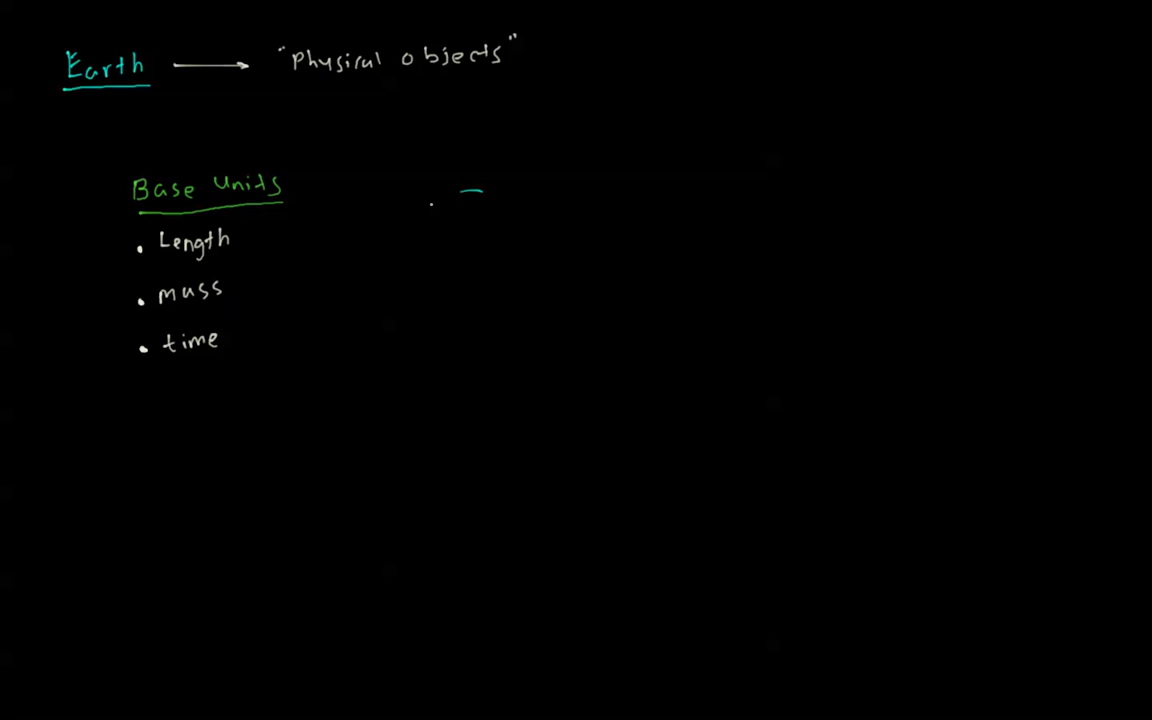 Earth → "Physical objects"
Base Units
• Length
• mass
• time